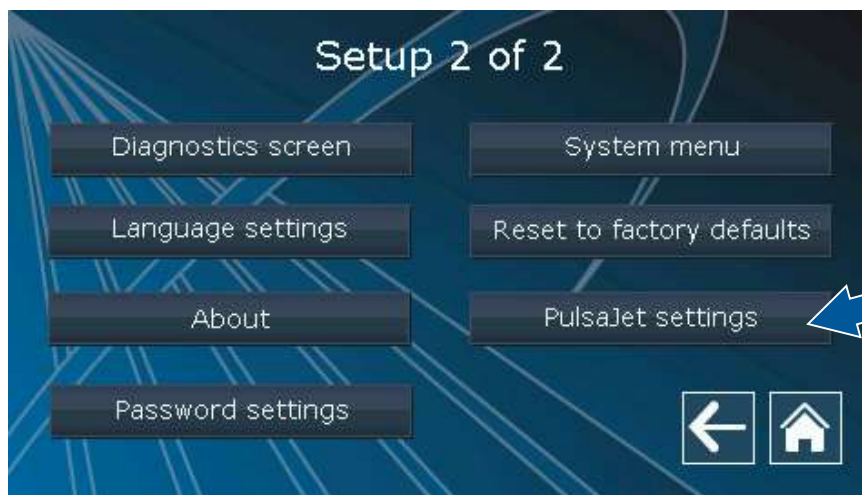 Setup 2 of 2
Diagnostics screen
System menu
Language settings
Reset to factory defaults
About
PulsaJet settings
Password settings